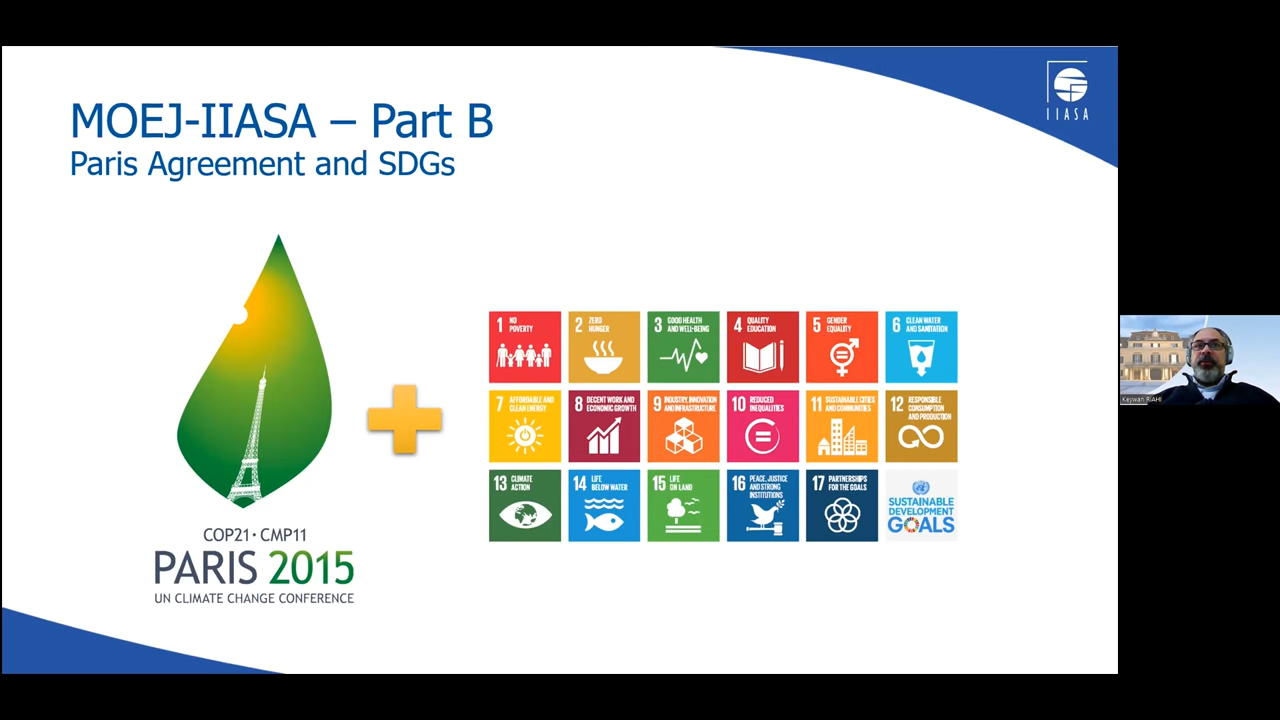 MOEJ-IIASA – Part B
Paris Agreement and SDGs
IIASA
COP21·CMP11
PARIS 2015
UN CLIMATE CHANGE CONFERENCE
1 NO
POVERTY
2 ZERO
HUNGER
3 GOOD HEALTH
AND WELL-BEING
4 QUALITY
EDUCATION
5 GENDER
EQUALITY
6 CLEAN WATER
AND SANITATION
7 AFFORDABLE AND
CLEAN ENERGY
8 DECENT WORK AND
ECONOMIC GROWTH
9 INDUSTRY, INNOVATION
AND INFRASTRUCTURE
10 REDUCED
INEQUALITIES
11 SUSTAINABLE CITIES
AND COMMUNITIES
12 RESPONSIBLE
CONSUMPTION
AND PRODUCTION
13 CLIMATE
ACTION
14 LIFE
BELOW WATER
15 LIFE
ON LAND
16 PEACE, JUSTICE
AND STRONG
INSTITUTIONS
17 PARTNERSHIPS
FOR THE GOALS
SUSTAINABLE
DEVELOPMENT
GOALS
Keywan RIAHI